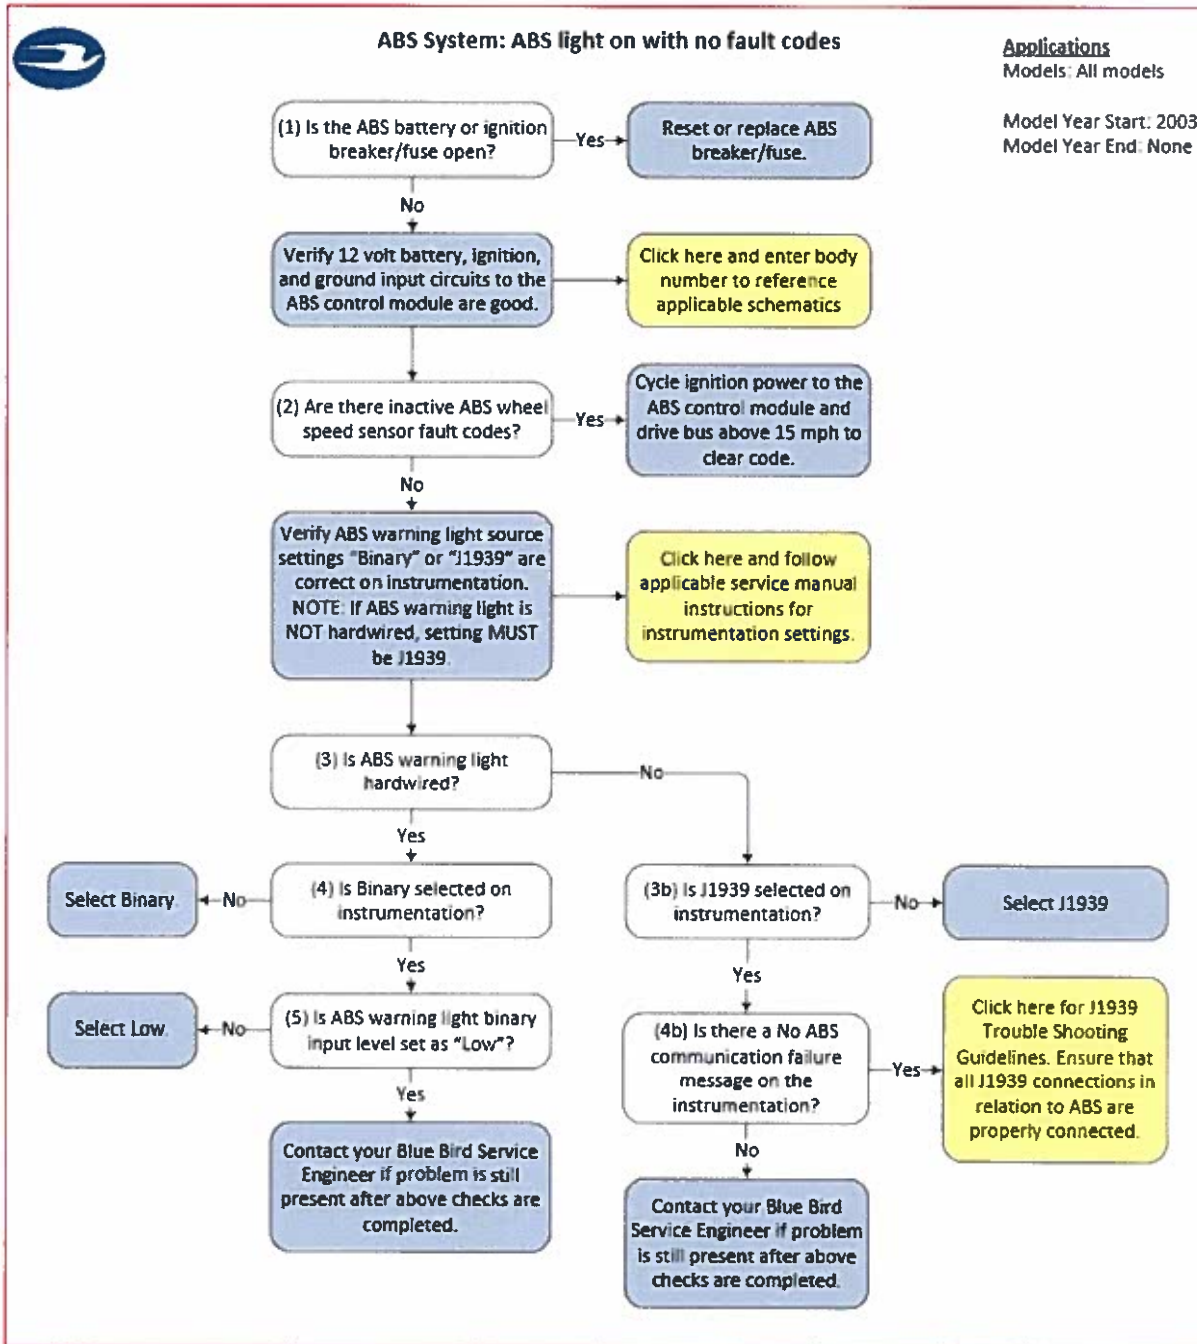 ABS System: ABS light on with no fault codes
Applications
Models: All models
Model Year Start: 2003
Model Year End: None
(1) Is the ABS battery or ignition
breaker/fuse open?
Yes
Reset or replace ABS
breaker/fuse.
No
Verify 12 volt battery, ignition,
and ground input circuits to the
ABS control module are good.
Click here and enter body
number to reference
applicable schematics
(2) Are there inactive ABS wheel
speed sensor fault codes?
Yes
Cycle ignition power to the
ABS control module and
drive bus above 15 mph to
clear code.
No
Verify ABS warning light source
settings "Binary" or "J1939" are
correct on instrumentation.
NOTE: If ABS warning light is
NOT hardwired, setting MUST
be J1939.
Click here and follow
applicable service manual
instructions for
instrumentation settings.
(3) Is ABS warning light
hardwired?
No
Yes
Select Binary.
No
(4) Is Binary selected on
instrumentation?
(3b) Is J1939 selected on
instrumentation?
No
Select J1939
Yes
Yes
Select Low.
No
(5) Is ABS warning light binary
input level set as "Low"?
(4b) Is there a No ABS
communication failure
message on the
instrumentation?
Yes
Click here for J1939
Trouble Shooting
Guidelines. Ensure that
all J1939 connections in
relation to ABS are
properly connected.
Yes
No
Contact your Blue Bird Service
Engineer if problem is still
present after above checks are
completed.
Contact your Blue Bird
Service Engineer if problem
is still present after above
checks are completed.